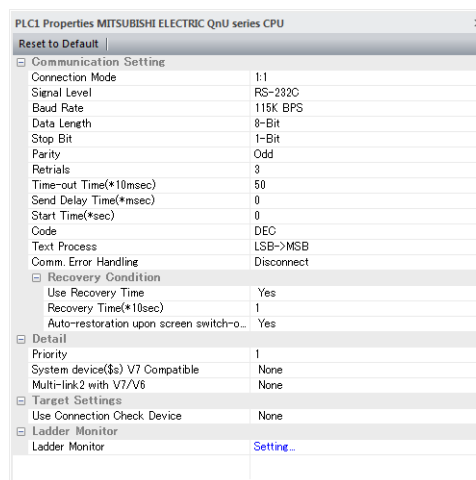 PLC1 Properties MITSUBISHI ELECTRIC QnU series CPU
Reset to Default
Communication Setting
Connection Mode 1:1
Signal Level RS-232C
Baud Rate 115K BPS
Data Length 8-Bit
Stop Bit 1-Bit
Parity Odd
Retrials 3
Time-out Time(*10msec) 50
Send Delay Time(*msec) 0
Start Time(*sec) 0
Code DEC
Text Process LSB->MSB
Comm. Error Handling Disconnect
Recovery Condition
Use Recovery Time Yes
Recovery Time(*10sec) 1
Auto-restoration upon screen switch-o... Yes
Detail
Priority 1
System device($s) V7 Compatible None
Multi-link2 with V7/V6 None
Target Settings
Use Connection Check Device None
Ladder Monitor
Ladder Monitor Setting...